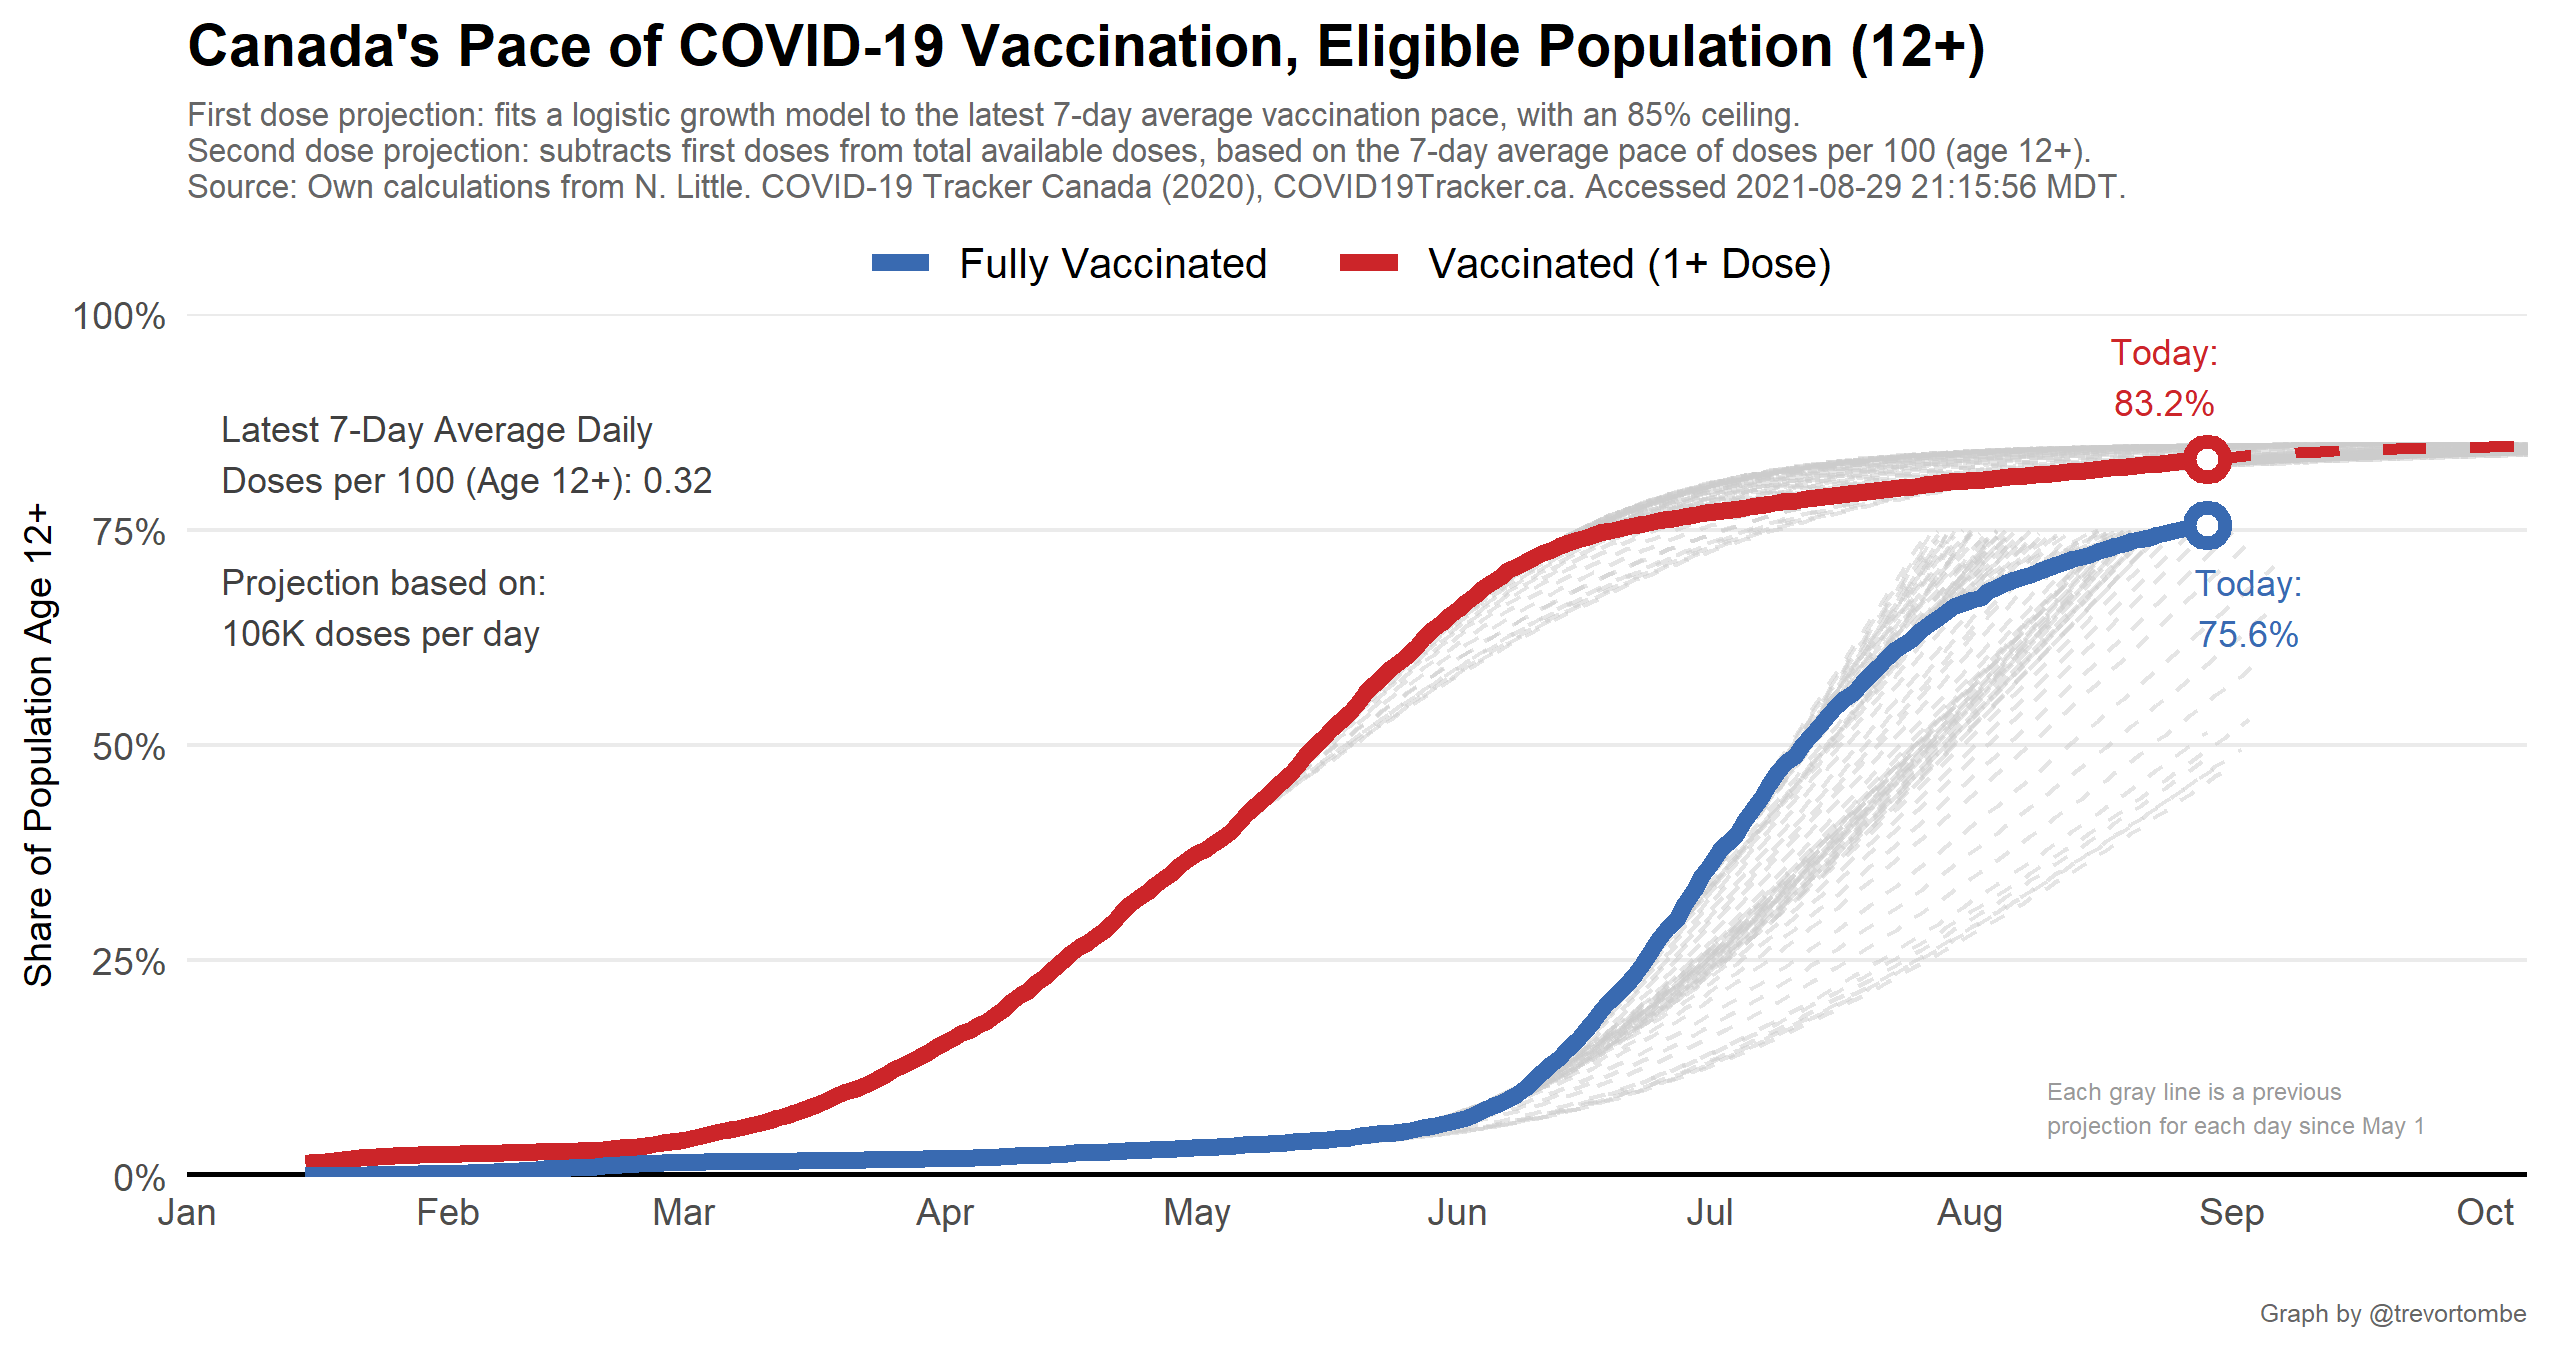 Canada's Pace of COVID-19 Vaccination, Eligible Population (12+)
First dose projection: fits a logistic growth model to the latest 7-day average vaccination pace, with an 85% ceiling.
Second dose projection: subtracts first doses from total available doses, based on the 7-day average pace of doses per 100 (age 12+).
Source: Own calculations from N. Little. COVID-19 Tracker Canada (2020), COVID19Tracker.ca. Accessed 2021-08-29 21:15:56 MDT.
Fully Vaccinated
Vaccinated (1+ Dose)
100%
75%
50%
25%
0%
Share of Population Age 12+
Latest 7-Day Average Daily
Doses per 100 (Age 12+): 0.32
Projection based on:
106K doses per day
Today:
83.2%
Today:
75.6%
Each gray line is a previous
projection for each day since May 1
Jan
Feb
Mar
Apr
May
Jun
Jul
Aug
Sep
Oct
Graph by @trevortombe